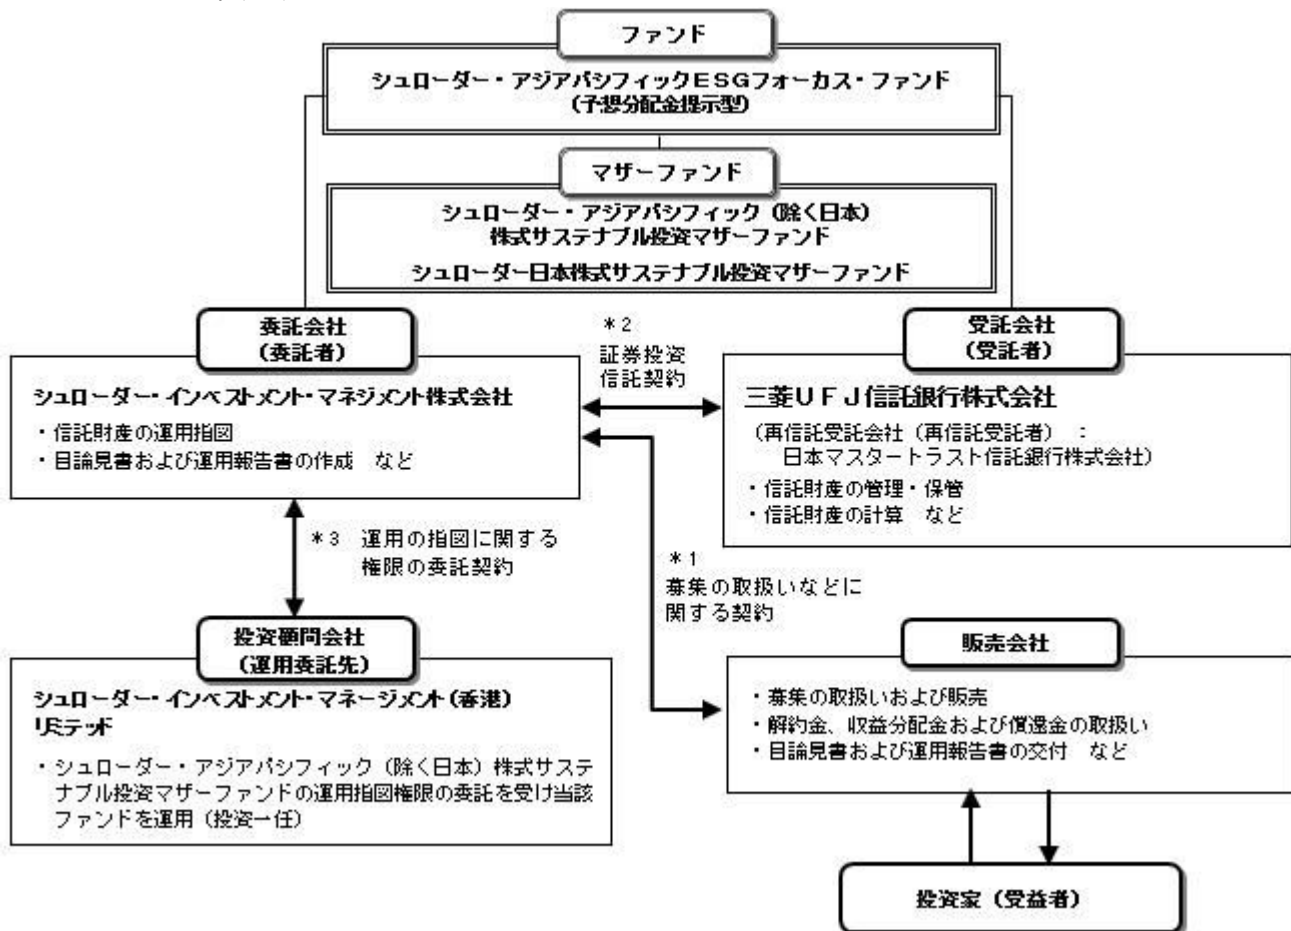 ファンド
シュローダー・アジアパシフィックESGフォーカス・ファンド
(予想分配金提示型)
マザーファンド
シュローダー・アジアパシフィック(除く日本)
株式サステナブル投資マザーファンド
シュローダー日本株式サステナブル投資マザーファンド
委託会社
(委託者)
シュローダー・インベストメント・マネジメント株式会社
・信託財産の運用指図
・目論見書および運用報告書の作成 など
*2
証券投資
信託契約
受託会社
(受託者)
三菱UFJ信託銀行株式会社
(再信託受託会社(再信託受託者) :
日本マスタートラスト信託銀行株式会社)
・信託財産の管理・保管
・信託財産の計算 など
*3 運用の指図に関する
権限の委託契約
*1
募集の取扱いなどに
関する契約
投資顧問会社
(運用委託先)
シュローダー・インベストメント・マネージメント(香港)
リミテッド
・シュローダー・アジアパシフィック(除く日本)株式サステ
ナブル投資マザーファンドの運用指図権限の委託を受け当該
ファンドを運用(投資一任)
販売会社
・募集の取扱いおよび販売
・解約金、収益分配金および償還金の取扱い
・目論見書および運用報告書の交付 など
投資家(受益者)